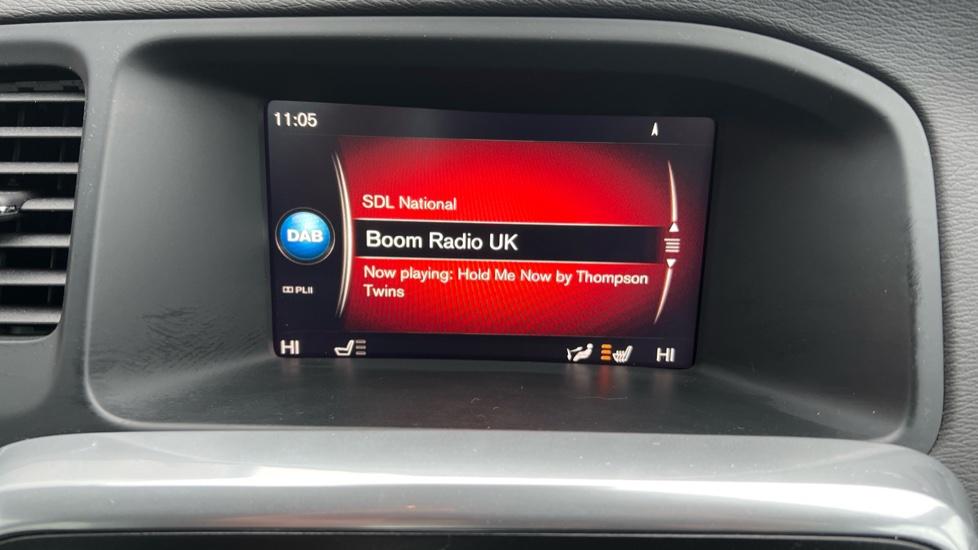 11:05
SDL National
DAB
Boom Radio UK
Now playing: Hold Me Now by Thompson
Twins
PLII
HI
HI